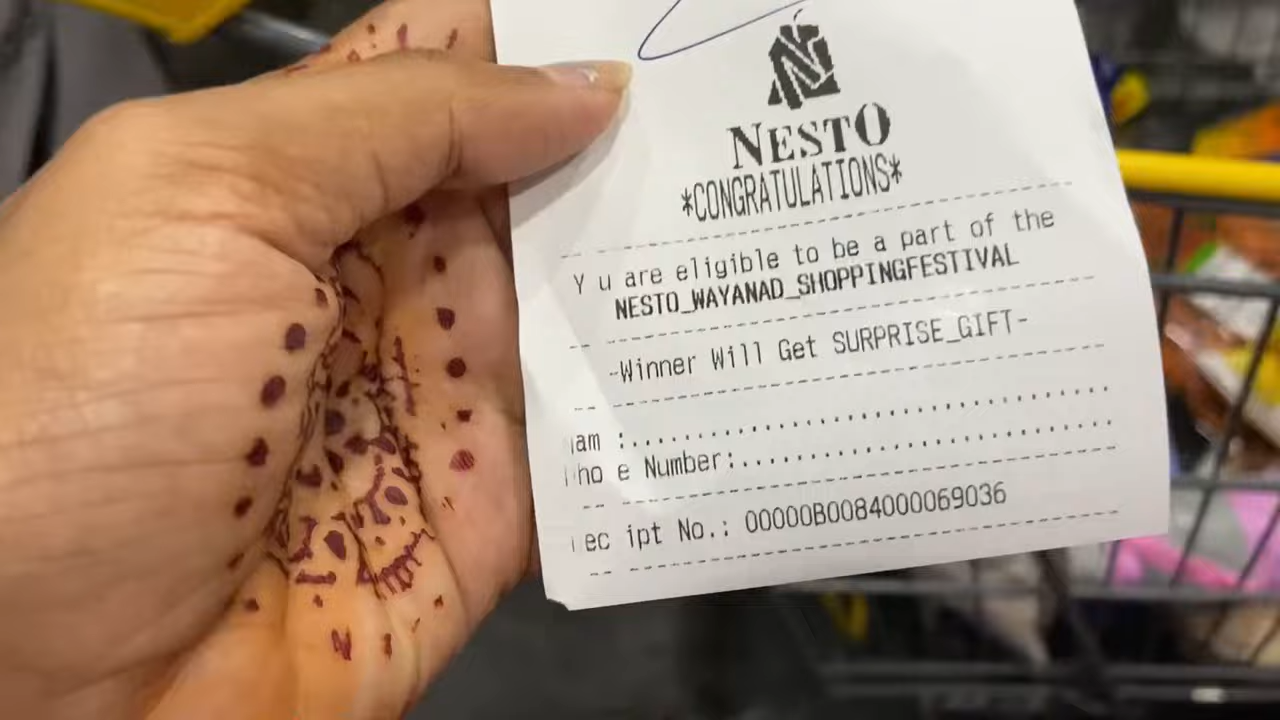 NESTO
*CONGRATULATIONS*
Y u are eligible to be a part of the
NESTO_WAYANAD_SHOPPINGFESTIVAL
-Winner Will Get SURPRISE_GIFT-
am :
ho e Number:
ec ipt No.: 00000B0084000069036